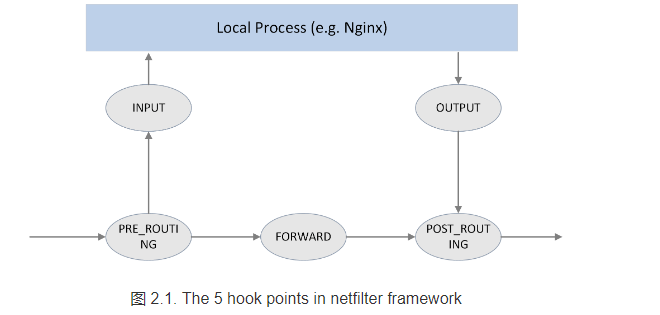 Local Process (e.g. Nginx)
INPUT
OUTPUT
PRE_ROUTI
NG
FORWARD
POST_ROUT
ING
图 2.1. The 5 hook points in netfilter framework